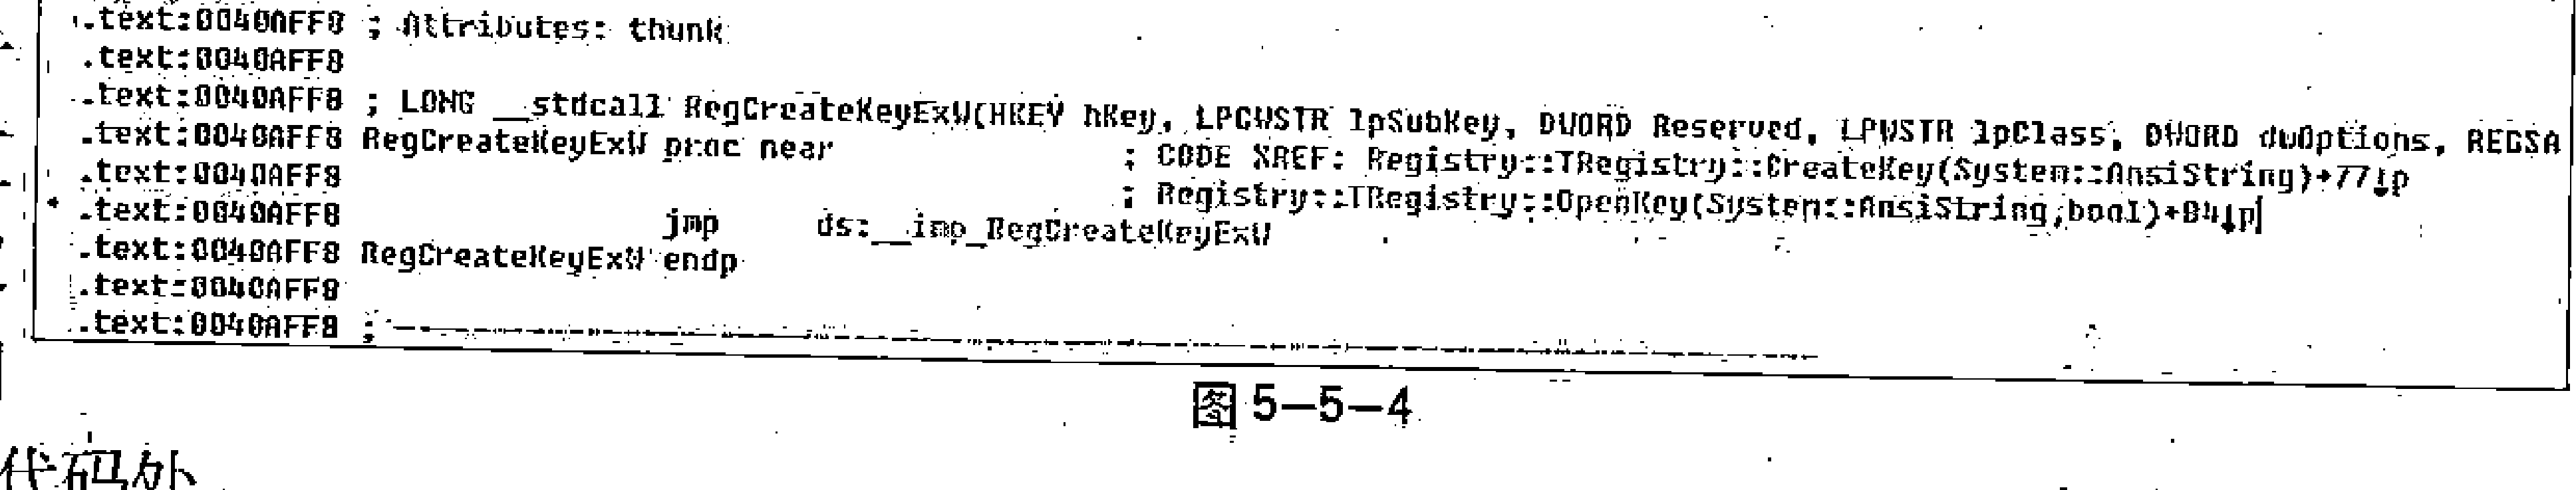 .text:0040AFF8 ; Attributes: thunk
.text:0040AFF8
.text:0040AFF8 ; LONG __stdcall RegCreateKeyExW(HKEY hKey, LPCWSTR lpSubKey, DWORD Reserved, LPWSTR lpClass, DWORD dwOptions, REGSA
.text:0040AFF8 RegCreateKeyExW proc near ; CODE XREF: Registry::TRegistry::CreateKey(System::AnsiString)+77↓p
.text:0040AFF8 ; Registry::TRegistry::OpenKey(System::AnsiString,bool)+84↓p
.text:0040AFF8 jmp ds:__imp_RegCreateKeyExW
.text:0040AFF8 RegCreateKeyExW endp
.text:0040AFF8
.text:0040AFF8 ; ---------------------------------------------------------------------------
图 5-5-4
代码外